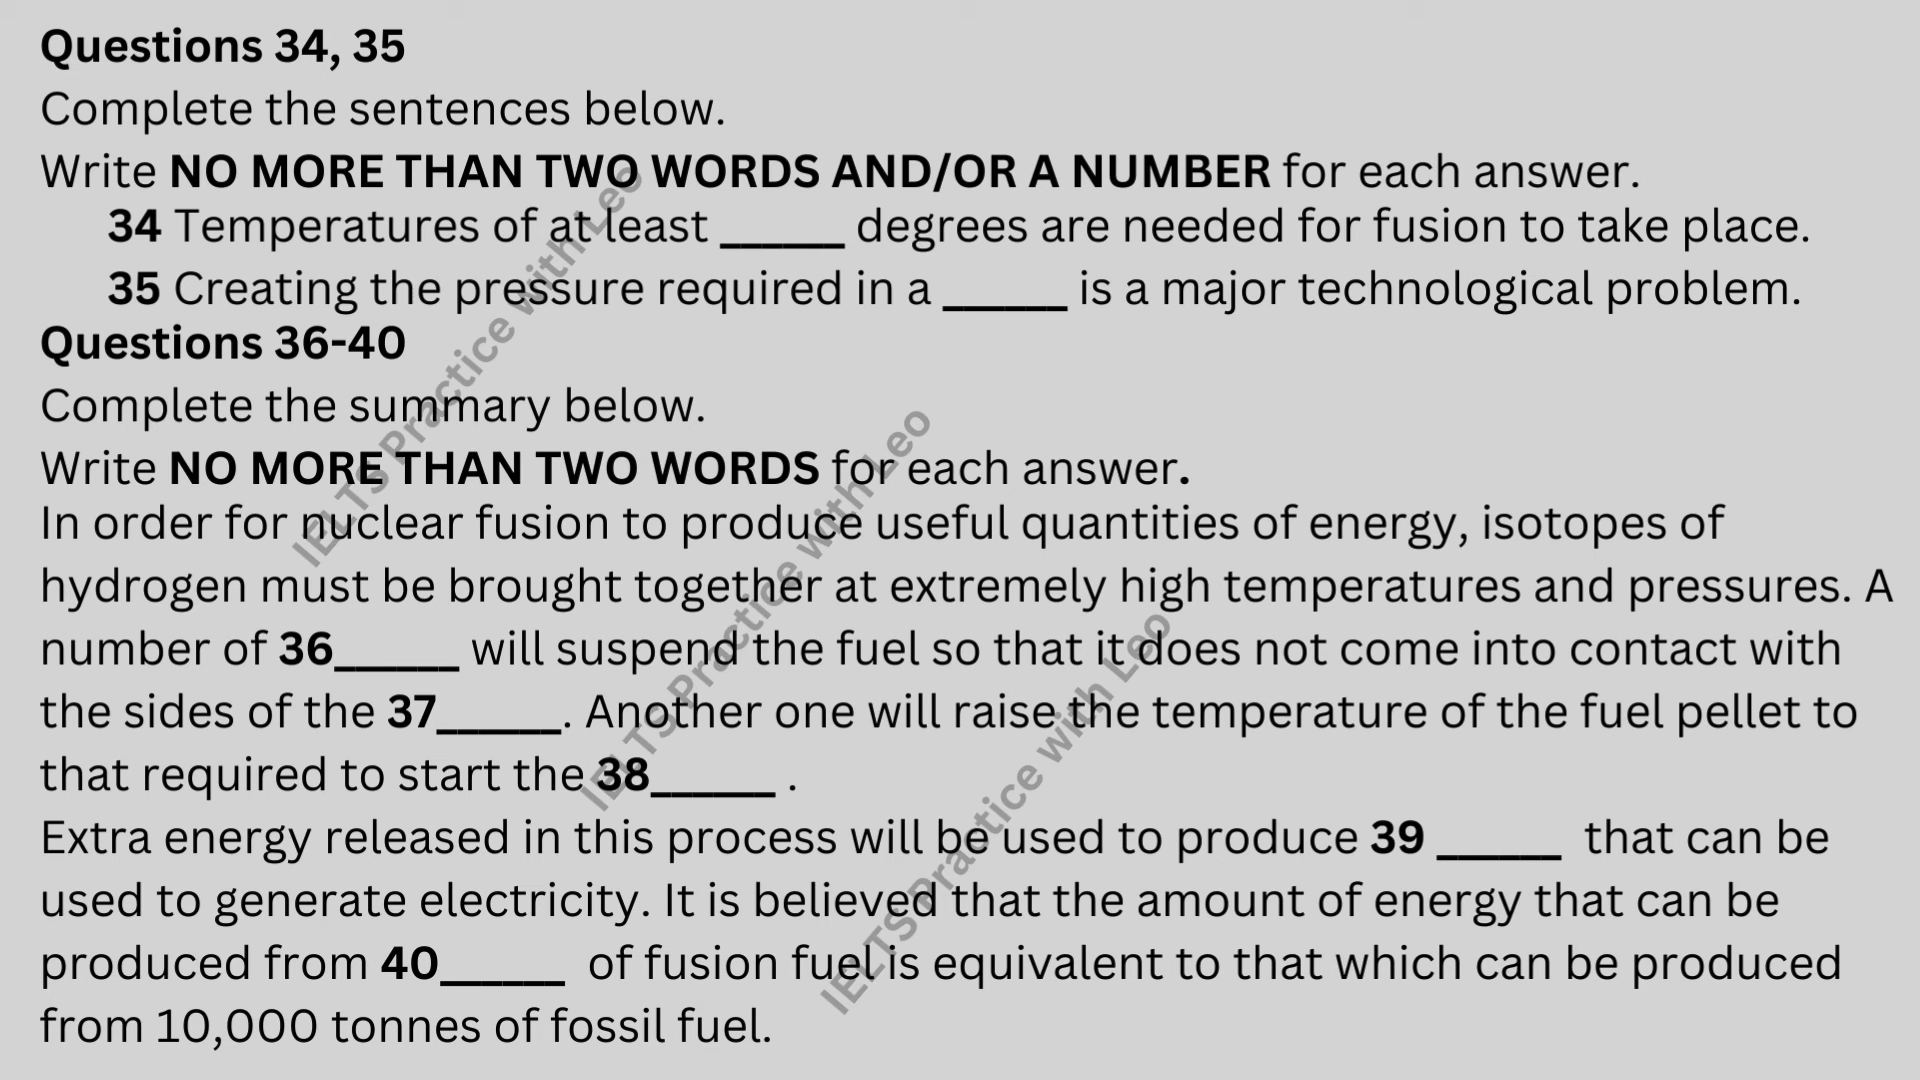 Questions 34, 35
Complete the sentences below.
Write NO MORE THAN TWO WORDS AND/OR A NUMBER for each answer.
34 Temperatures of at least ______ degrees are needed for fusion to take place.
35 Creating the pressure required in a ______ is a major technological problem.
Questions 36-40
Complete the summary below.
Write NO MORE THAN TWO WORDS for each answer.
In order for nuclear fusion to produce useful quantities of energy, isotopes of
hydrogen must be brought together at extremely high temperatures and pressures. A
number of 36______ will suspend the fuel so that it does not come into contact with
the sides of the 37______. Another one will raise the temperature of the fuel pellet to
that required to start the 38______ .
Extra energy released in this process will be used to produce 39 ______ that can be
used to generate electricity. It is believed that the amount of energy that can be
produced from 40______ of fusion fuel is equivalent to that which can be produced
from 10,000 tonnes of fossil fuel.
IELTS Practice with Leo
IELTS Practice with Leo
IELTS Practice with Leo